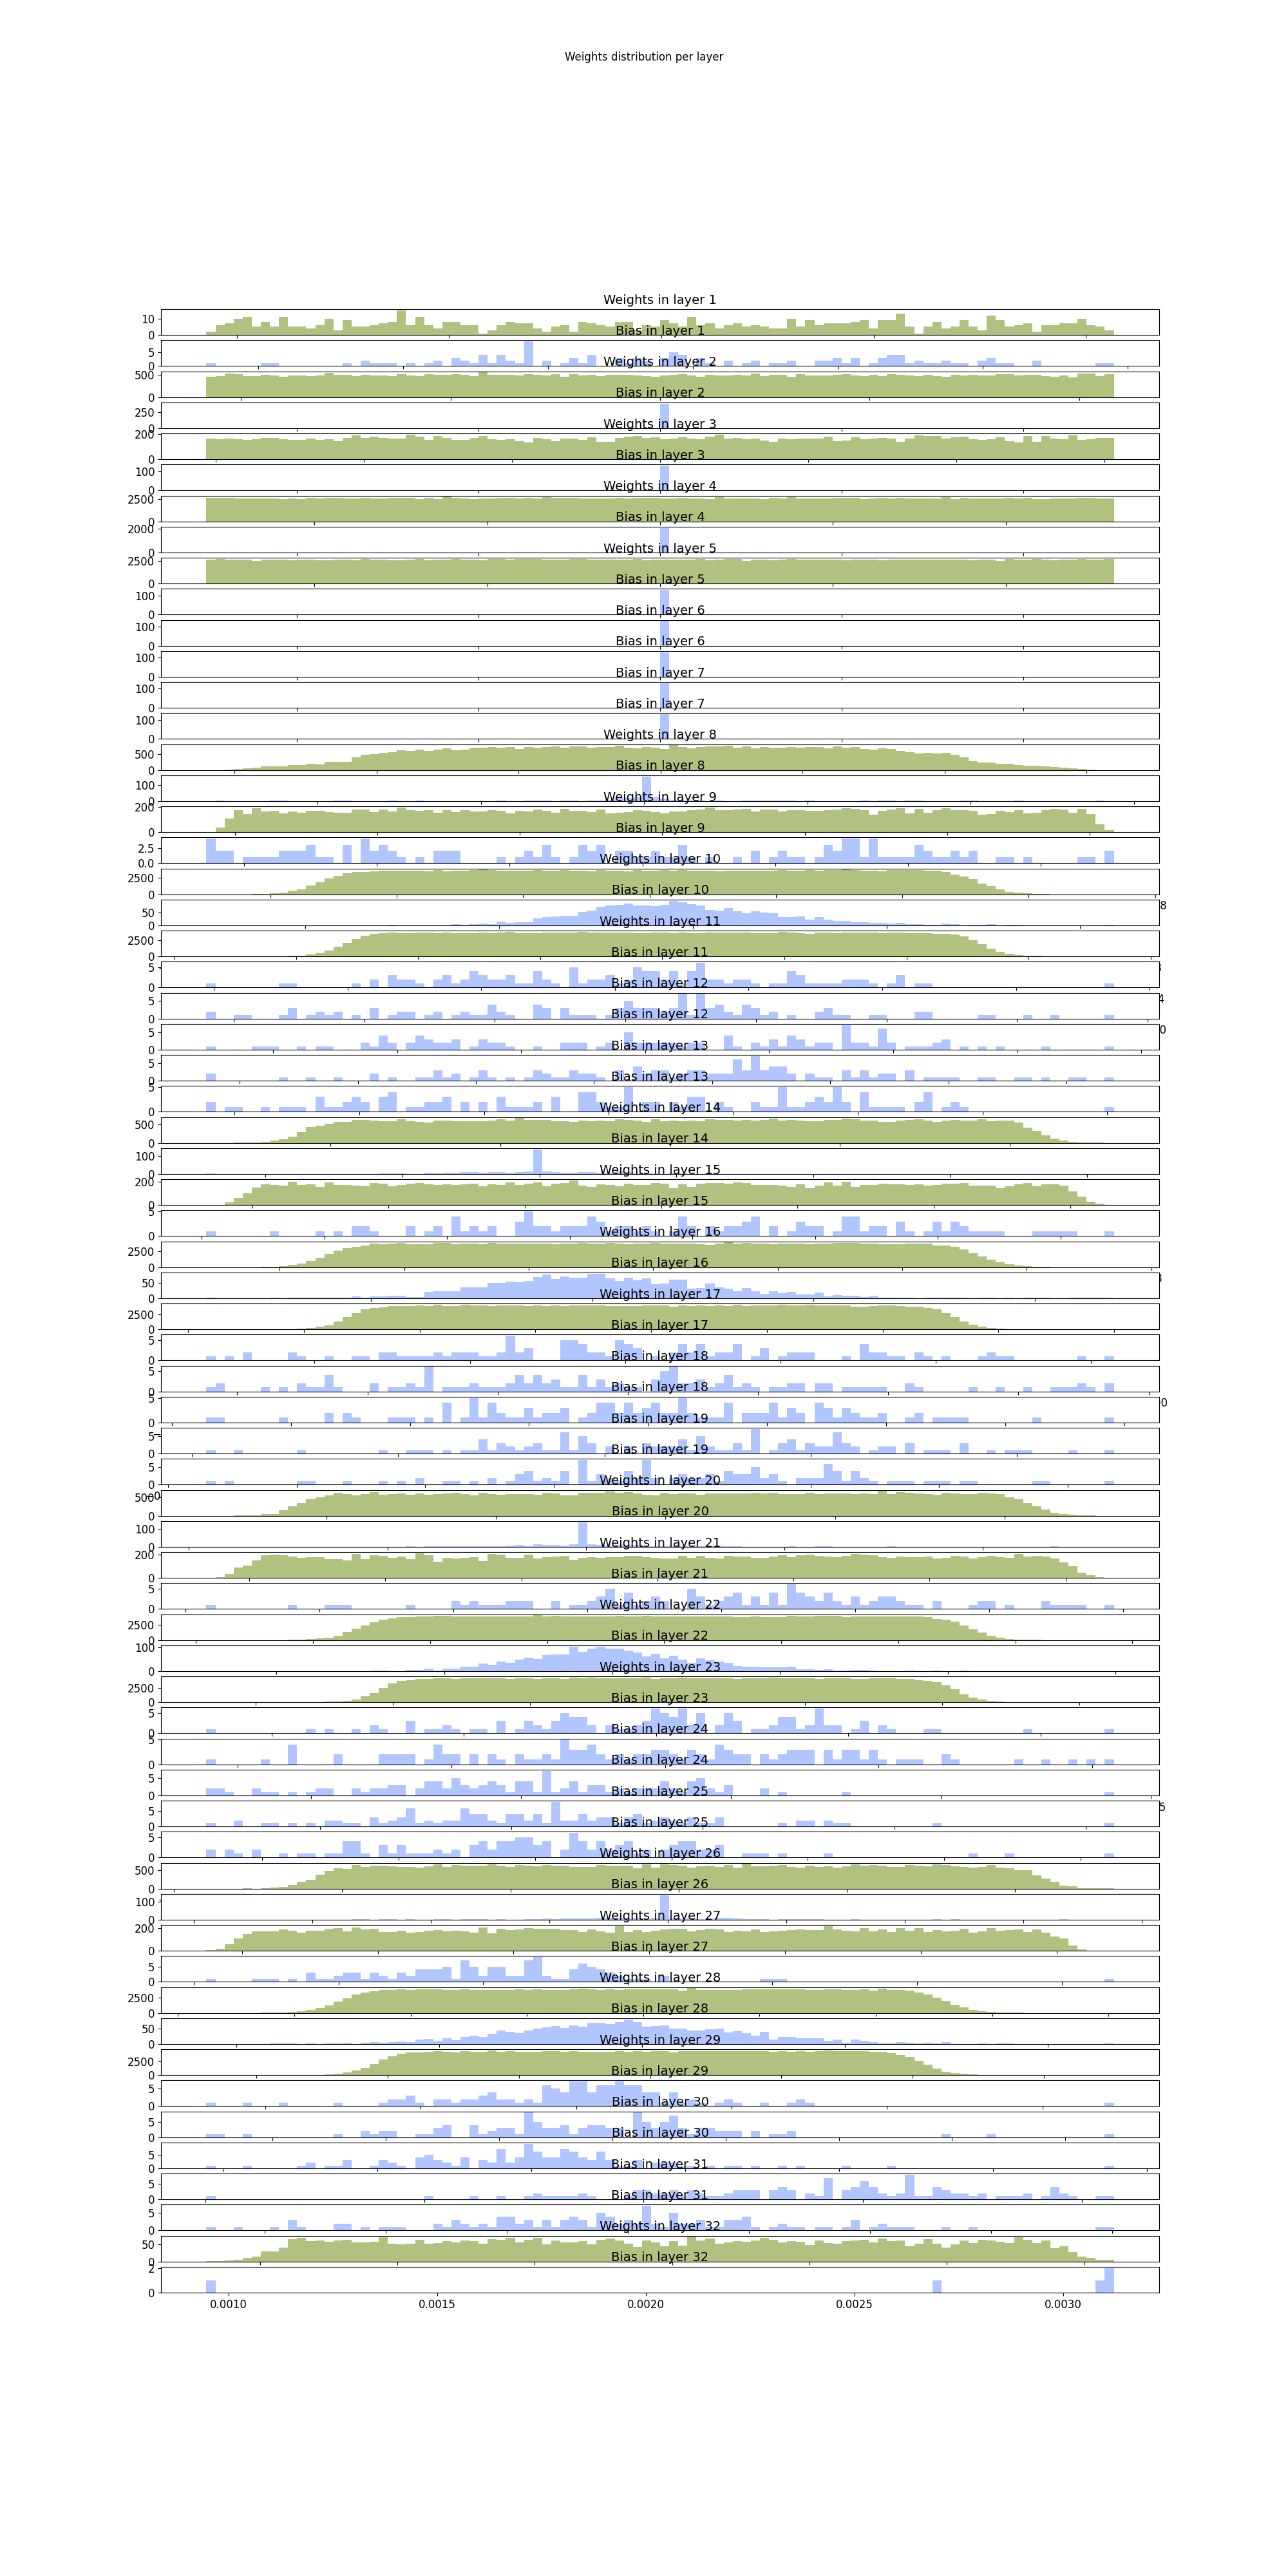 Weights distribution per layer
Weights in layer 1
10
0
Bias in layer 1
5
0
Weights in layer 2
500
0
Bias in layer 2
250
0
Weights in layer 3
200
0
Bias in layer 3
100
0
Weights in layer 4
2500
0
Bias in layer 4
2000
0
Weights in layer 5
2500
0
Bias in layer 5
100
0
Bias in layer 6
100
0
Bias in layer 6
100
0
Bias in layer 7
100
0
Bias in layer 7
100
0
Weights in layer 8
500
0
Bias in layer 8
100
0
Weights in layer 9
200
0
Bias in layer 9
2.5
0.0
Weights in layer 10
2500
0
Bias in layer 10
8
50
0
Weights in layer 11
2500
0
Bias in layer 11
5
0
Bias in layer 12
4
5
0
Bias in layer 12
0
5
0
Bias in layer 13
5
0
Bias in layer 13
5
0
Weights in layer 14
500
0
Bias in layer 14
100
0
Weights in layer 15
200
0
Bias in layer 15
5
0
Weights in layer 16
2500
0
Bias in layer 16
50
0
Weights in layer 17
2500
0
Bias in layer 17
5
0
Bias in layer 18
5
0
Bias in layer 18
0
5
0
Bias in layer 19
5
0
Bias in layer 19
5
0
Weights in layer 20
500
0
Bias in layer 20
100
0
Weights in layer 21
200
0
Bias in layer 21
5
0
Weights in layer 22
2500
0
Bias in layer 22
100
0
Weights in layer 23
2500
0
Bias in layer 23
5
0
Bias in layer 24
5
0
Bias in layer 24
5
0
Bias in layer 25
5
5
0
Bias in layer 25
5
0
Weights in layer 26
500
0
Bias in layer 26
100
0
Weights in layer 27
200
0
Bias in layer 27
5
0
Weights in layer 28
2500
0
Bias in layer 28
50
0
Weights in layer 29
2500
0
Bias in layer 29
5
0
Bias in layer 30
5
0
Bias in layer 30
5
0
Bias in layer 31
5
0
Bias in layer 31
5
0
Weights in layer 32
50
0
Bias in layer 32
2
0
0.0010 0.0015 0.0020 0.0025 0.0030